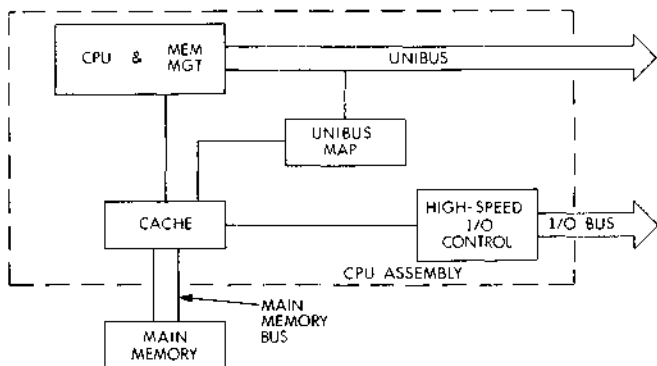 CPU & MEM
MGT
UNIBUS
UNIBUS
MAP
CACHE
HIGH-SPEED
I/O
CONTROL
I/O BUS
CPU ASSEMBLY
MAIN
MEMORY
BUS
MAIN
MEMORY